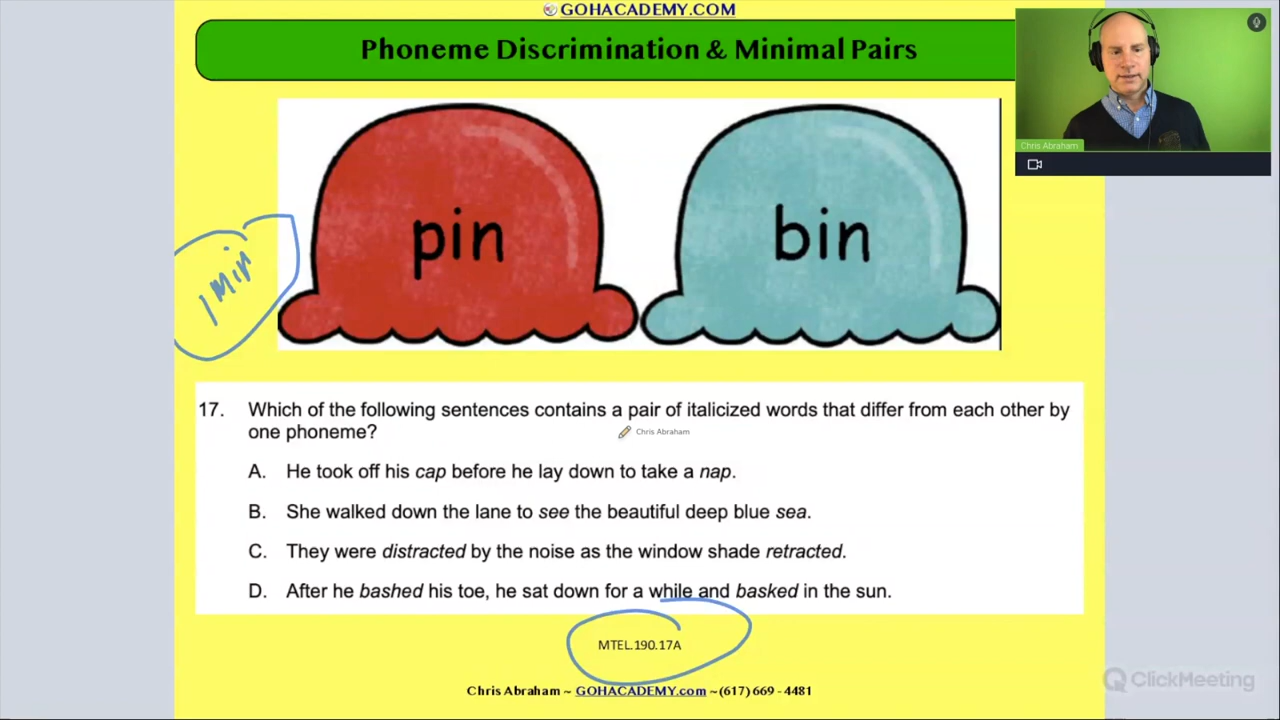 GOHACADEMY.COM
Phoneme Discrimination & Minimal Pairs
Chris Abraham
pin
bin
1 Min
17. Which of the following sentences contains a pair of italicized words that differ from each other by
one phoneme?
Chris Abraham
A. He took off his cap before he lay down to take a nap.
B. She walked down the lane to see the beautiful deep blue sea.
C. They were distracted by the noise as the window shade retracted.
D. After he bashed his toe, he sat down for a while and basked in the sun.
MTEL.190.17A
ClickMeeting
Chris Abraham ~ GOHACADEMY.com ~(617) 669 - 4481